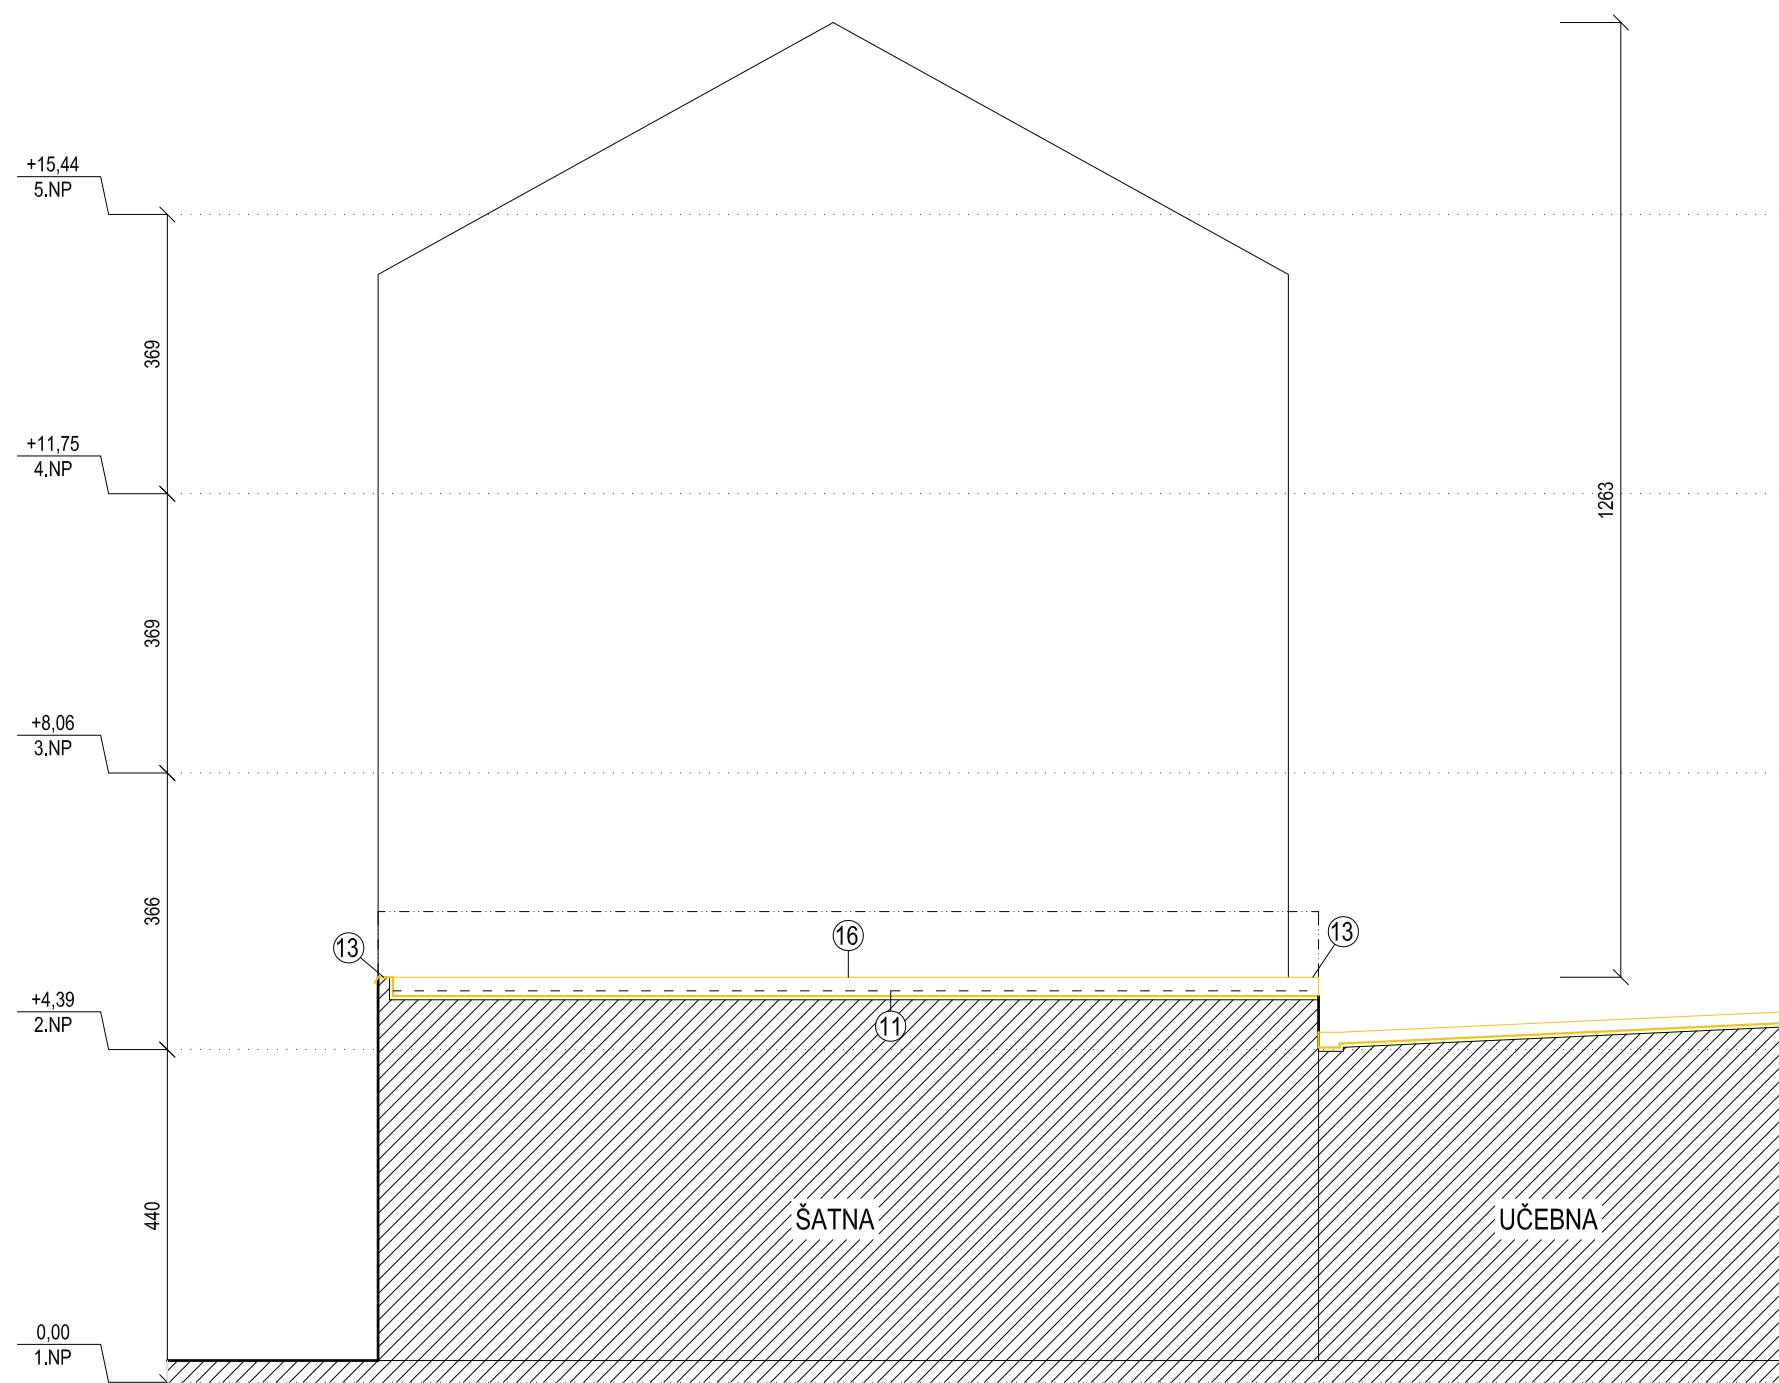 +15,44
5.NP
369
+11,75
4.NP
1263
369
+8,06
3.NP
366
13
16
13
+4,39
2.NP
11
440
ŠATNA
UČEBNA
0,00
1.NP